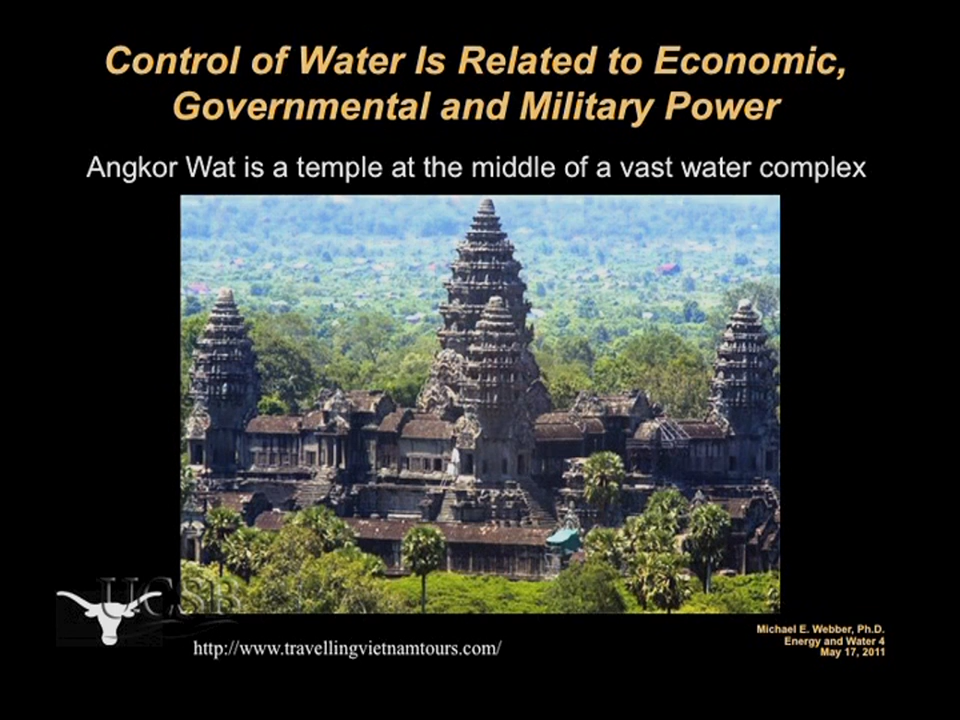 Control of Water Is Related to Economic,
Governmental and Military Power
Angkor Wat is a temple at the middle of a vast water complex
UCSB
http://www.travellingvietnamtours.com/
Michael E. Webber, Ph.D.
Energy and Water 4
May 17, 2011